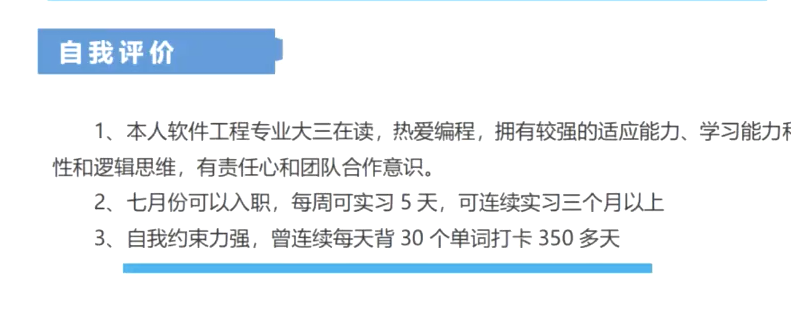 自我评价
1、本人软件工程专业大三在读，热爱编程，拥有较强的适应能力、学习能力和
性和逻辑思维，有责任心和团队合作意识。
2、七月份可以入职，每周可实习 5 天，可连续实习三个月以上
3、自我约束力强，曾连续每天背 30 个单词打卡 350 多天